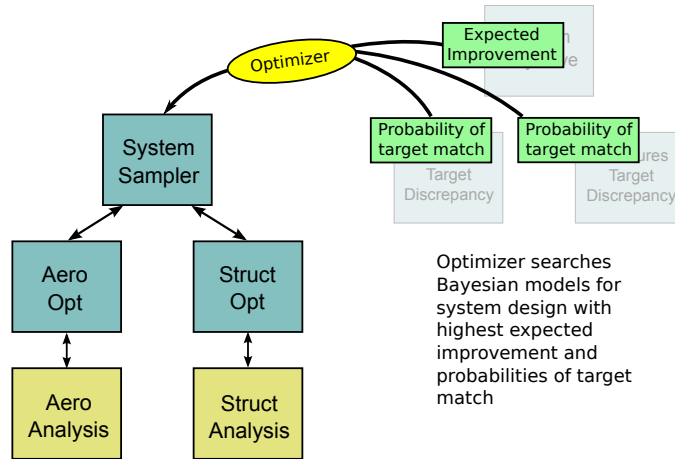 Optimizer
Expected
Improvement
System
Sampler
Probability of
target match
Probability of
target match
Target
Discrepancy
Target
Discrepancy
Aero
Opt
Struct
Opt
Optimizer searches
Bayesian models for
system design with
highest expected
improvement and
probabilities of target
match
Aero
Analysis
Struct
Analysis